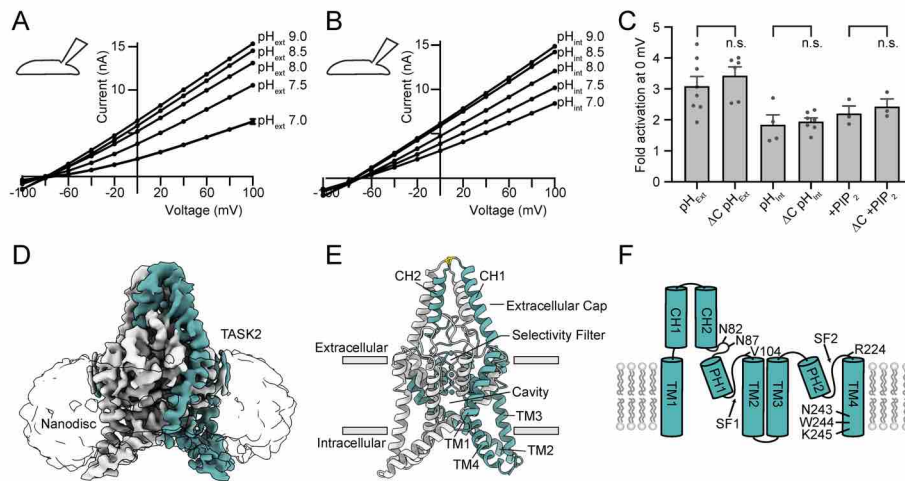 A
15
Current (nA)
10
pHext 9.0
pHext 8.5
pHext 8.0
pHext 7.5
pHext 7.0
-100
-60
-20
20
60
100
Voltage (mV)
B
15
Current (nA)
10
pHint 9.0
pHint 8.5
pHint 8.0
pHint 7.5
pHint 7.0
-100
-60
-20
20
60
100
Voltage (mV)
C
n.s.
n.s.
n.s.
Fold activation at 0 mV
5
4
3
2
1
0
pHExt
ΔC pHExt
pHint
ΔC pHint
+PIP2
ΔC +PIP2
D
TASK2
Nanodisc
E
CH2
CH1
Extracellular Cap
Selectivity Filter
Extracellular
Cavity
TM3
Intracellular
TM1
TM2
TM4
F
CH1
CH2
N82
N87
V104
SF2
R224
TM1
PH1
TM2
TM3
PH2
TM4
SF1
N243
W244
K245